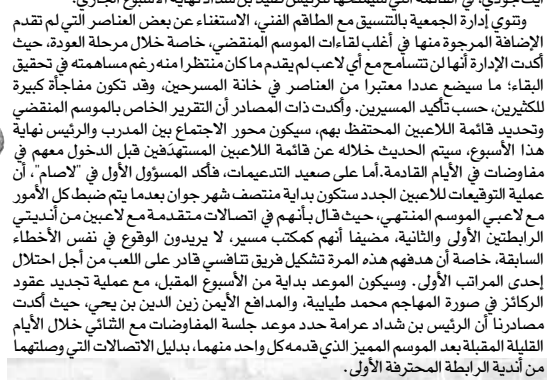 وتنوي إدارة الجمعية بالتنسيق مع الطاقم الفني، الاستغناء عن بعض العناصر التي لم تقدم
الإضافة المرجوة منها في أغلب لقاءات الموسم المنقضي، خاصة خلال مرحلة العودة، حيث
أكدت الإدارة أنها لن تتسامح مع أي لاعب لم يقدم ما كان منتظرا منه رغم مساهمته في تحقيق
البقاء؛ ما سيضع عددا معتبرا من العناصر في خانة المسرحين، وقد تكون مفاجأة كبيرة
للكثيرين، حسب تأكيد المسيرين. وأكدت ذات المصادر أن التقرير الخاص بالموسم المنقضي
وتحديد قائمة اللاعبين المحتفظ بهم، سيكون محور الاجتماع بين المدرب والرئيس نهاية
هذا الأسبوع، سيتم الحديث خلاله عن قائمة اللاعبين المستهدَفين قبل الدخول معهم في
مفاوضات في الأيام القادمة.أما على صعيد التدعيمات، فأكد المسؤول الأول في "لاصام"، أن
عملية التوقيعات للاعبين الجدد ستكون بداية منتصف شهر جوان بعدما يتم ضبط كل الأمور
مع لاعبي الموسم المنتهي، حيث قال بأنهم في اتصالات متقدمة مع لاعبين من أنديتي
الرابطتين الأولى والثانية، مضيفا أنهم كمكتب مسير، لا يريدون الوقوع في نفس الأخطاء
السابقة، خاصة أن هدفهم هذه المرة تشكيل فريق تنافسي قادر على اللعب من أجل احتلال
إحدى المراتب الأولى. وسيكون الموعد بداية من الأسبوع المقبل، مع عملية تجديد عقود
الركائز في صورة المهاجم محمد طيايبة، والمدافع الأيمن زين الدين بن يحي، حيث أكدت
مصادرنا أن الرئيس بن شداد عرامة حدد موعد جلسة المفاوضات مع الثنائي خلال الأيام
القليلة المقبلة بعد الموسم المميز الذي قدمه كل واحد منهما، بدليل الاتصالات التي وصلتهما
من أندية الرابطة المحترفة الأولى.